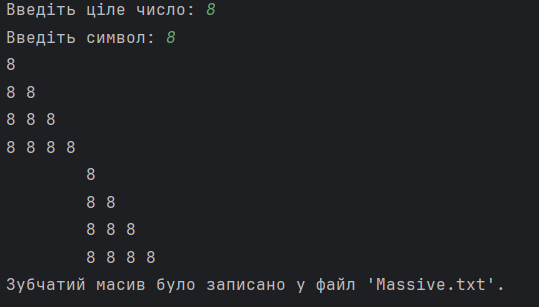 Введіть ціле число: 8
Введіть символ: 8
8
8 8
8 8 8
8 8 8 8
        8
        8 8
        8 8 8
        8 8 8 8
Зубчатий масив було записано у файл 'Massive.txt'.